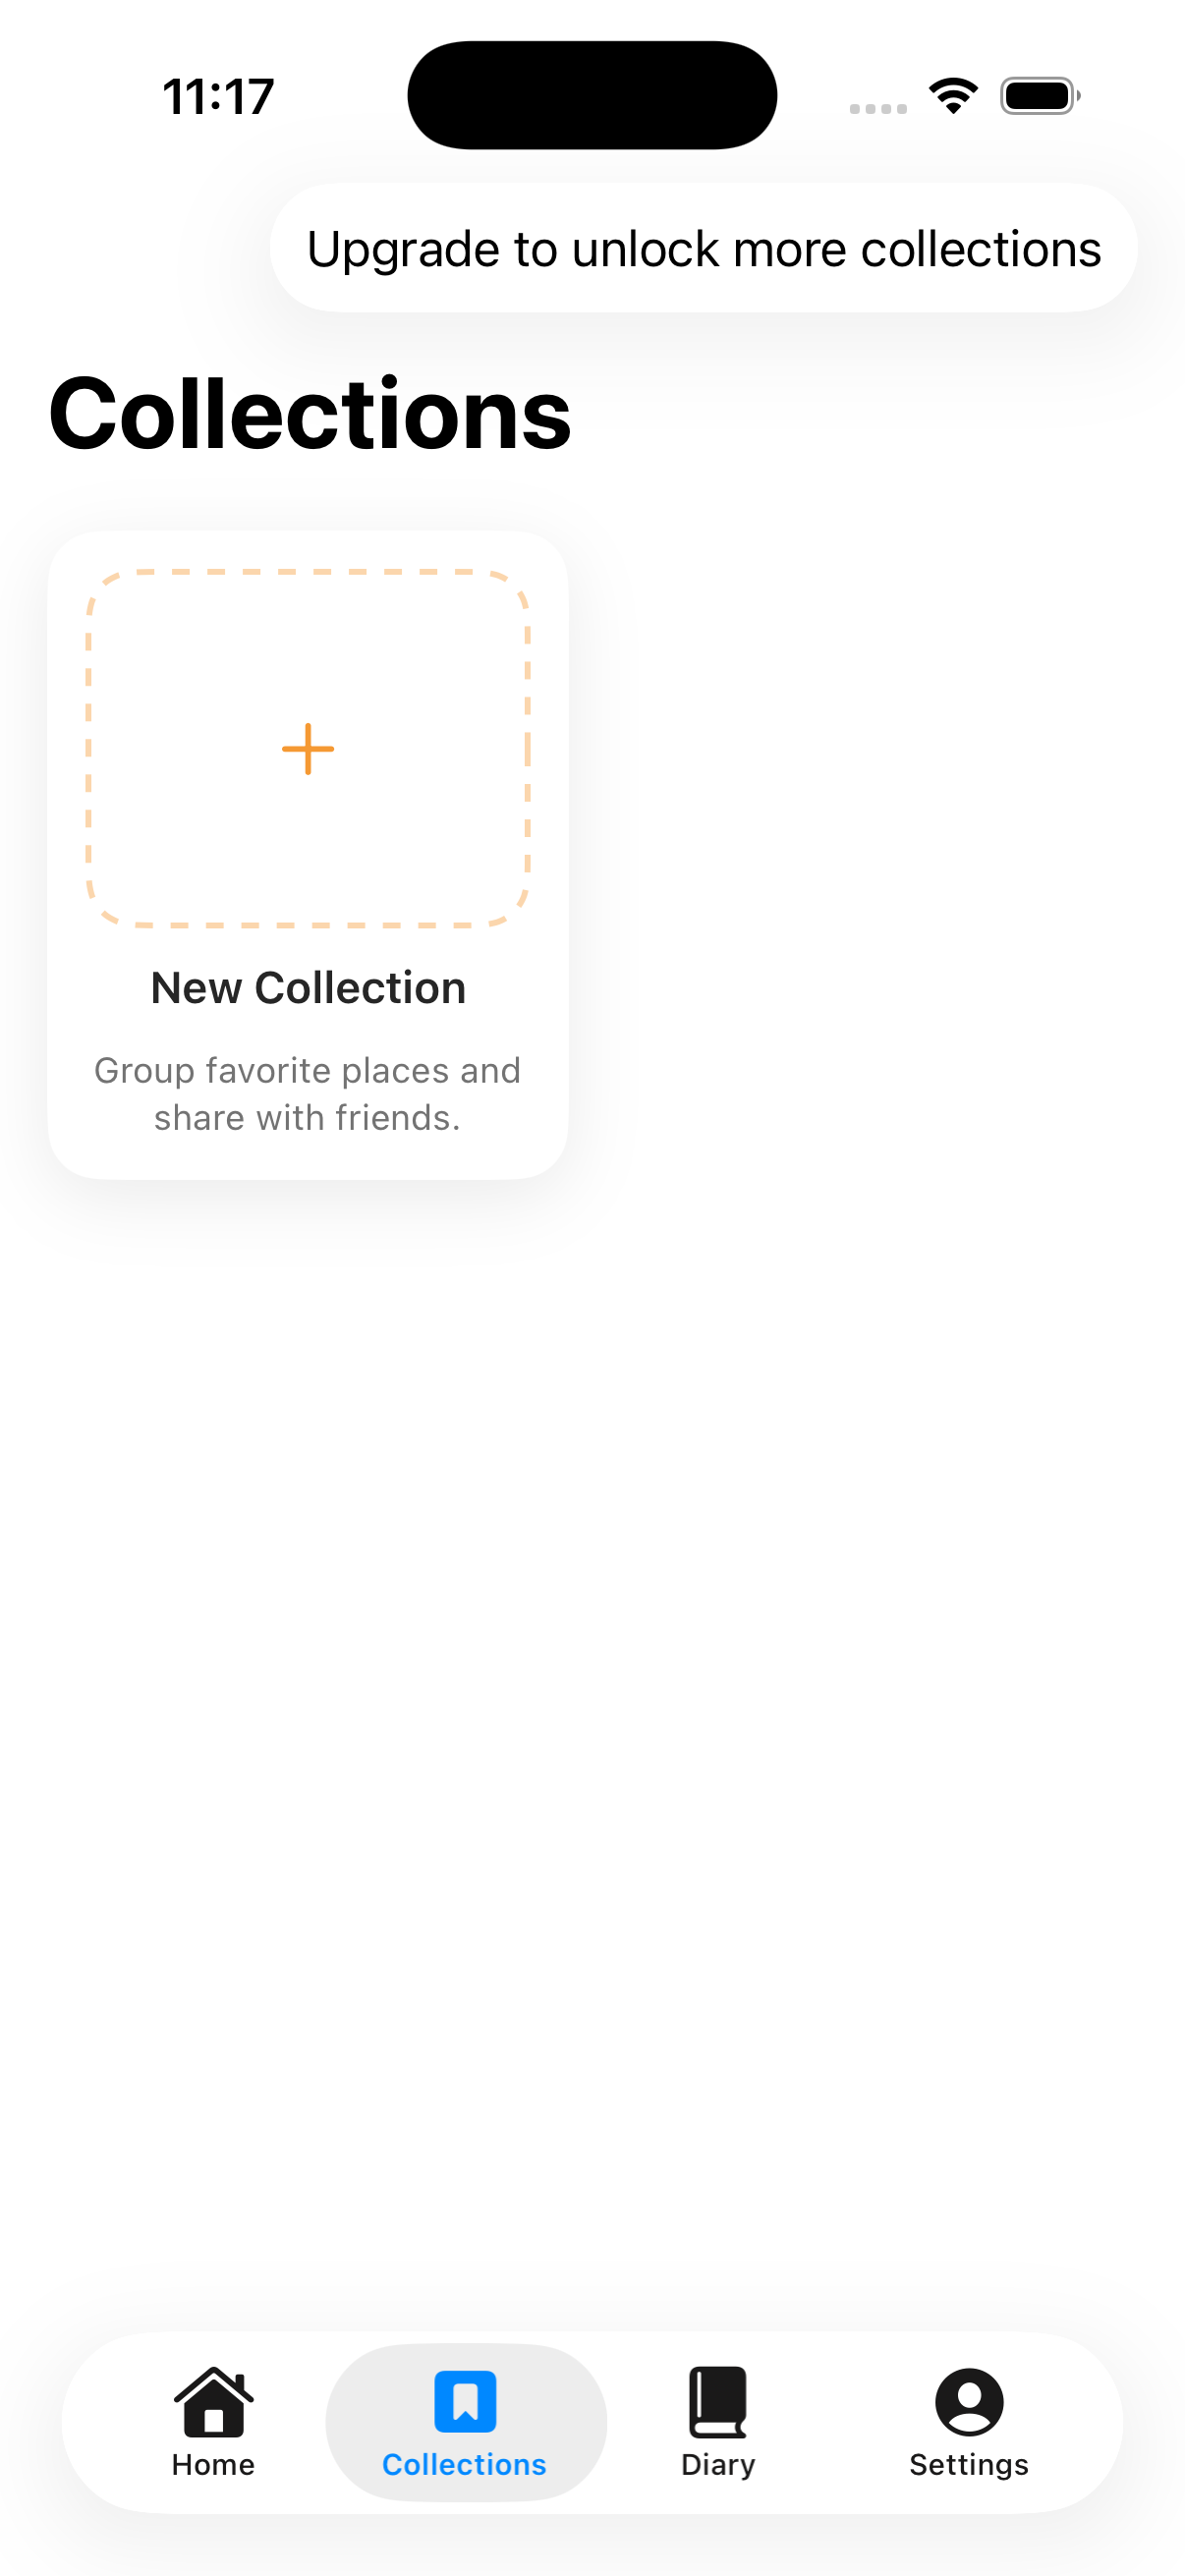 11:17
Upgrade to unlock more collections
Collections
New Collection
Group favorite places and
share with friends.
Home
Collections
Diary
Settings